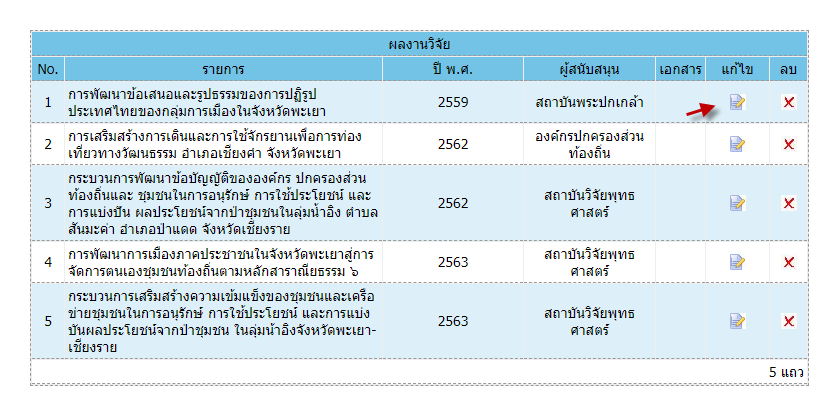 ผลงานวิจัย
No. รายการ ปี พ.ศ. ผู้สนับสนุน เอกสาร แก้ไข ลบ
1 การพัฒนาข้อเสนอและรูปธรรมของการปฏิรูป
ประเทศไทยของกลุ่มการเมืองในจังหวัดพะเยา 2559 สถาบันพระปกเกล้า
2 การเสริมสร้างการเดินและการใช้จักรยานเพื่อการท่อง
เที่ยวทางวัฒนธรรม อำเภอเชียงคำ จังหวัดพะเยา 2562 องค์กรปกครองส่วน
ท้องถิ่น
3 กระบวนการพัฒนาข้อบัญญัติขององค์กร ปกครองส่วน
ท้องถิ่นและ ชุมชนในการอนุรักษ์ การใช้ประโยชน์ และ
การแบ่งปัน ผลประโยชน์จากป่าชุมชนในลุ่มน้ำอิง ตำบล
สันมะค่า อำเภอป่าแดด จังหวัดเชียงราย 2562 สถาบันวิจัยพุทธ
ศาสตร์
4 การพัฒนาการเมืองภาคประชาชนในจังหวัดพะเยาสู่การ
จัดการตนเองชุมชนท้องถิ่นตามหลักสาราณียธรรม ๖ 2563 สถาบันวิจัยพุทธ
ศาสตร์
5 กระบวนการเสริมสร้างความเข้มแข็งของชุมชนและเครือ
ข่ายชุมชนในการอนุรักษ์ การใช้ประโยชน์ และการแบ่ง
ปันผลประโยชน์จากป่าชุมชน ในลุ่มน้ำอิงจังหวัดพะเยา-
เชียงราย 2563 สถาบันวิจัยพุทธ
ศาสตร์
5 แถว